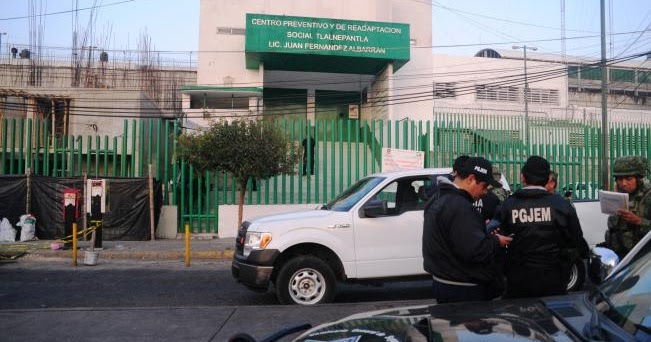 CENTRO PREVENTIVO Y DE READAPTACION
SOCIAL TLALNEPANTLA
LIC. JUAN FERNANDEZ ALBARRAN
PGJEM